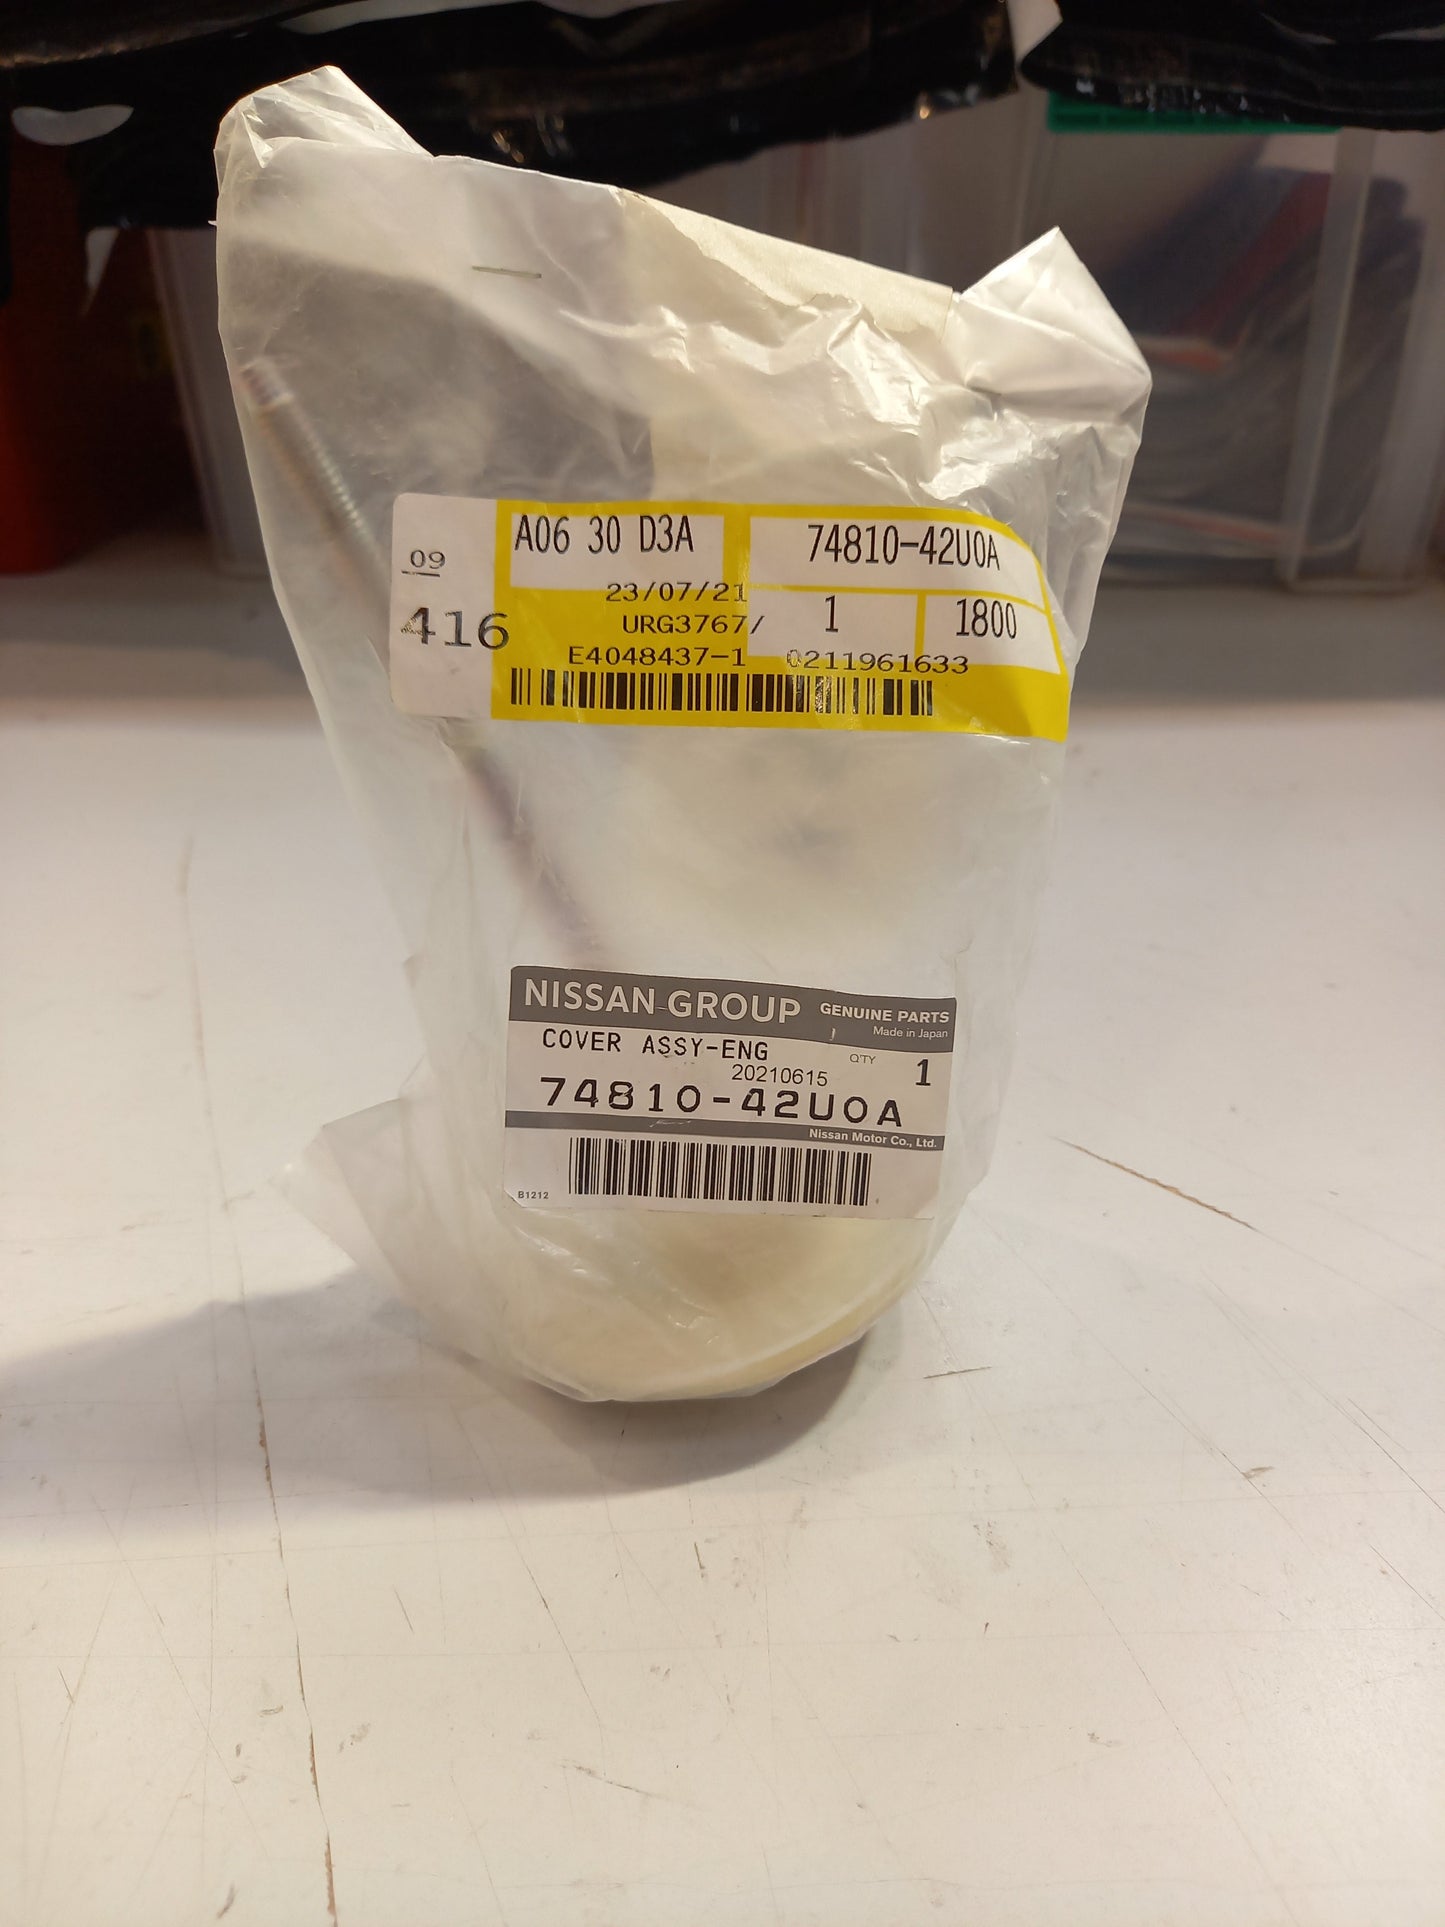 A06 30 D3A 74810-42U0A
09
23/07/21
416 URG3767/ 1 1800
E4048437-1 0211961633
NISSAN GROUP GENUINE PARTS
Made in Japan
COVER ASSY-ENG QTY 1
20210615
74810-42U0A
Nissan Motor Co., Ltd.
B1212